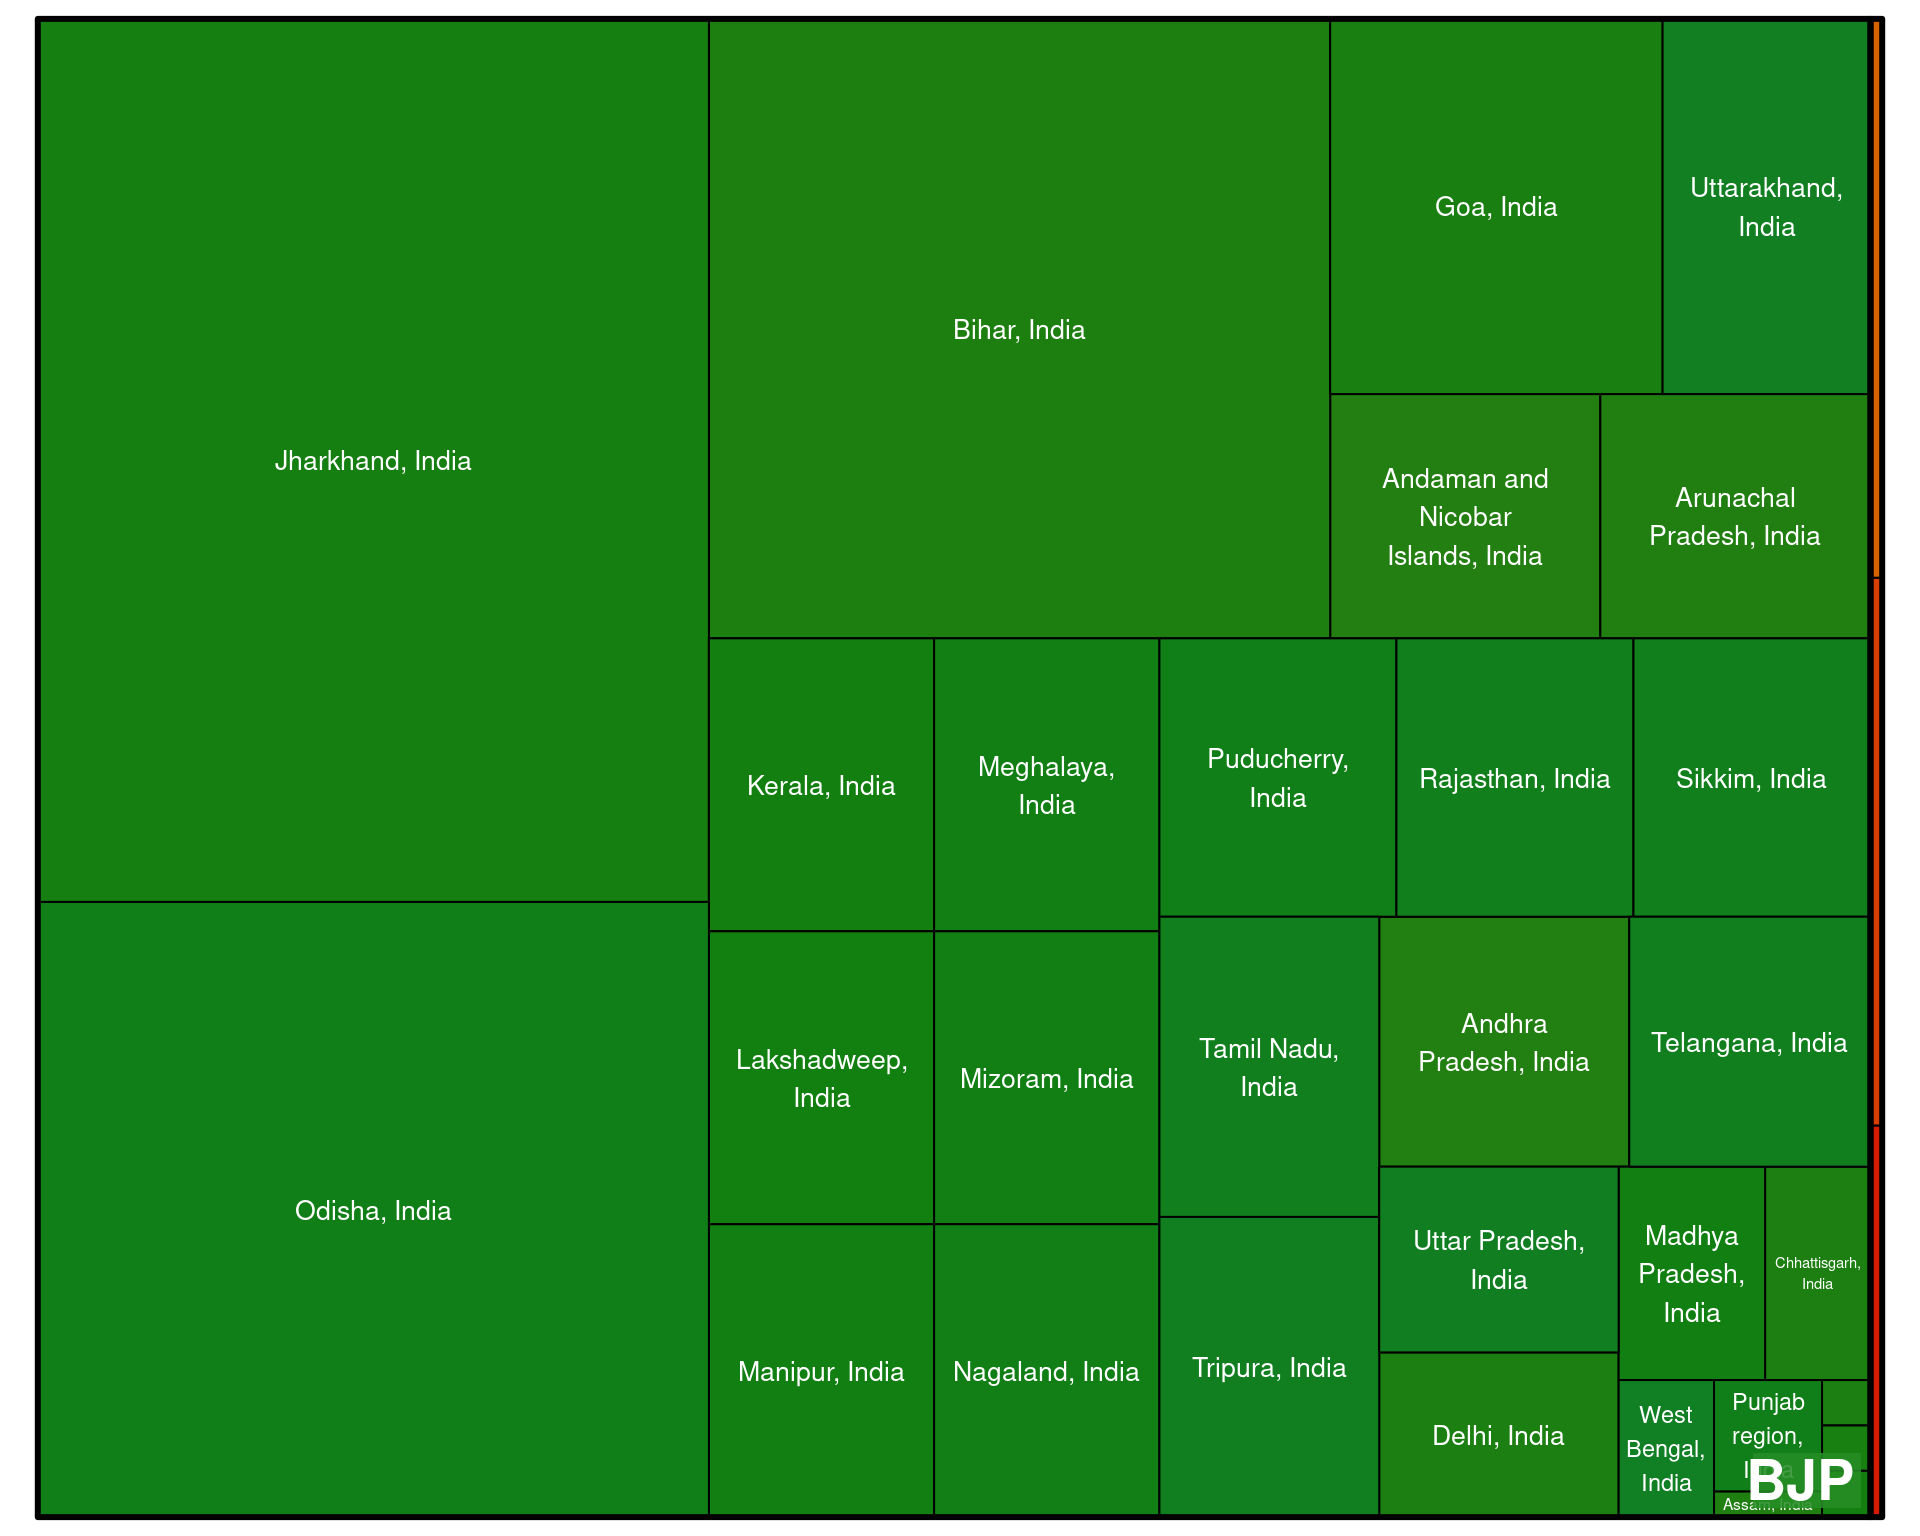 Jharkhand, India
Odisha, India
Bihar, India
Goa, India
Uttarakhand,
India
Andaman and
Nicobar
Islands, India
Arunachal
Pradesh, India
Kerala, India
Meghalaya,
India
Lakshadweep,
India
Mizoram, India
Manipur, India
Nagaland, India
Puducherry,
India
Rajasthan, India
Sikkim, India
Tamil Nadu,
India
Tripura, India
Andhra
Pradesh, India
Telangana, India
Uttar Pradesh,
India
Delhi, India
Madhya
Pradesh,
India
Chhattisgarh,
India
West
Bengal,
India
Punjab
region,
India
Assam, India
BJP